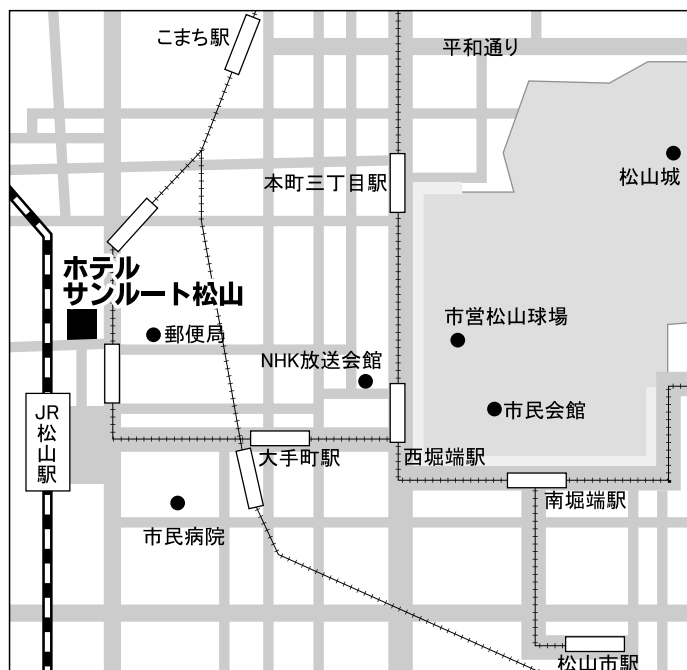 こまち駅
平和通り
松山城
本町三丁目駅
ホテル
サンルート松山
市営松山球場
郵便局
NHK放送会館
市民会館
JR松山駅
大手町駅
西堀端駅
南堀端駅
市民病院
松山市駅